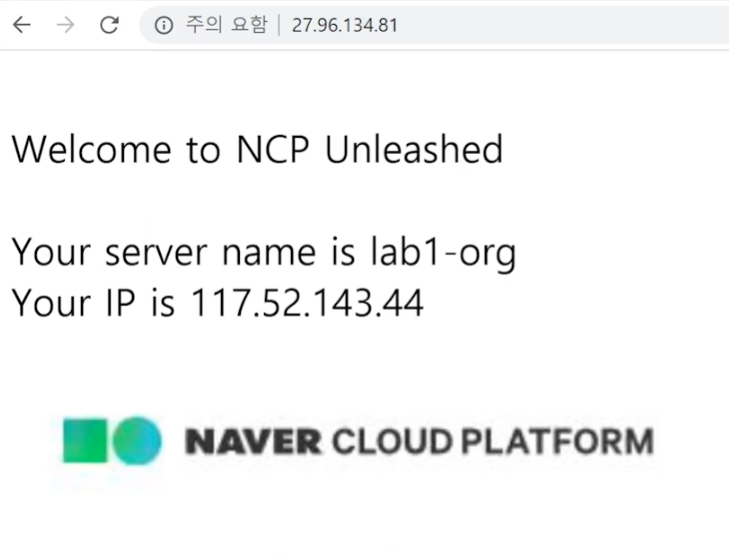 주의 요함 | 27.96.134.81
Welcome to NCP Unleashed
Your server name is lab1-org
Your IP is 117.52.143.44
NAVER CLOUD PLATFORM